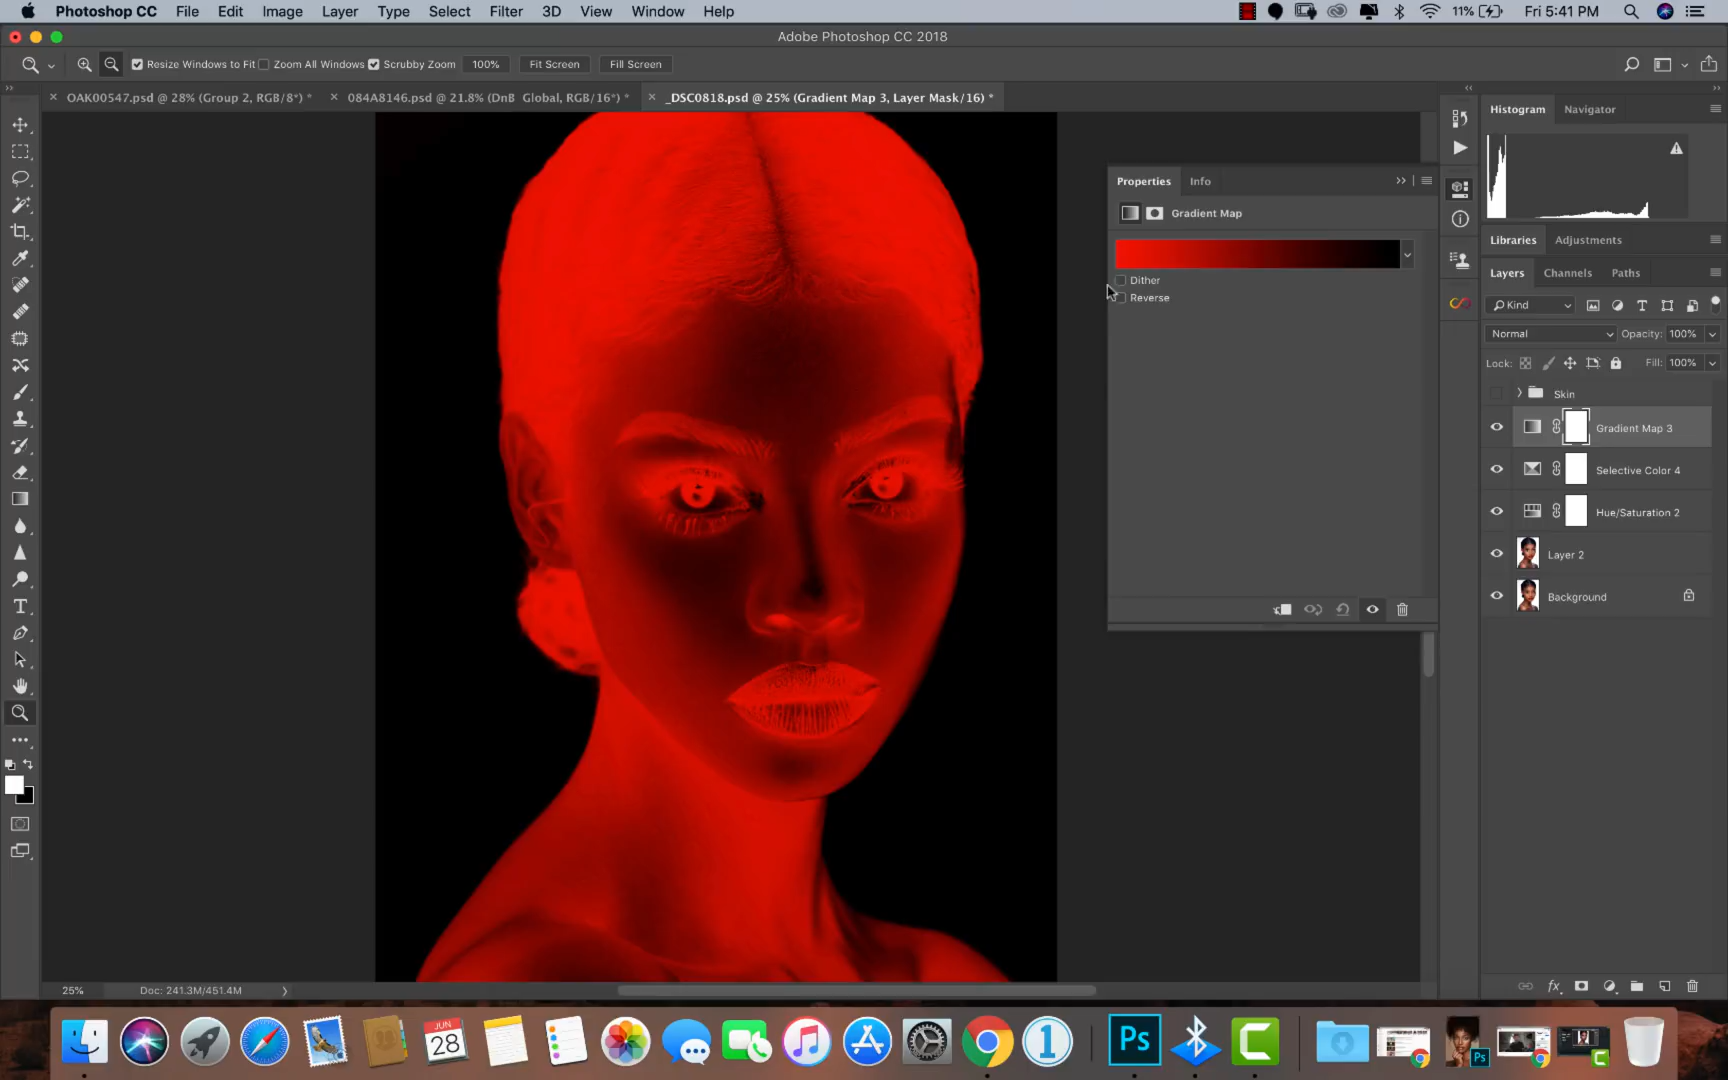 Photoshop CC File Edit Image Layer Type Select Filter 3D View Window Help 11% Fri 5:41 PM
Adobe Photoshop CC 2018
Resize Windows to Fit Zoom All Windows Scrubby Zoom 100% Fit Screen Fill Screen
OAK00547.psd @ 28% (Group 2, RGB/8*) * 084A8146.psd @ 21.8% (DnB Global, RGB/16*) * _DSC0818.psd @ 25% (Gradient Map 3, Layer Mask/16) *
Histogram Navigator
Properties Info
Gradient Map
Dither
Reverse
Libraries Adjustments
Layers Channels Paths
Kind
Normal Opacity: 100%
Lock: Fill: 100%
Skin
Gradient Map 3
Selective Color 4
Hue/Saturation 2
Layer 2
Background
25% Doc: 241.3M/451.4M
JUN
28
1
Ps
C